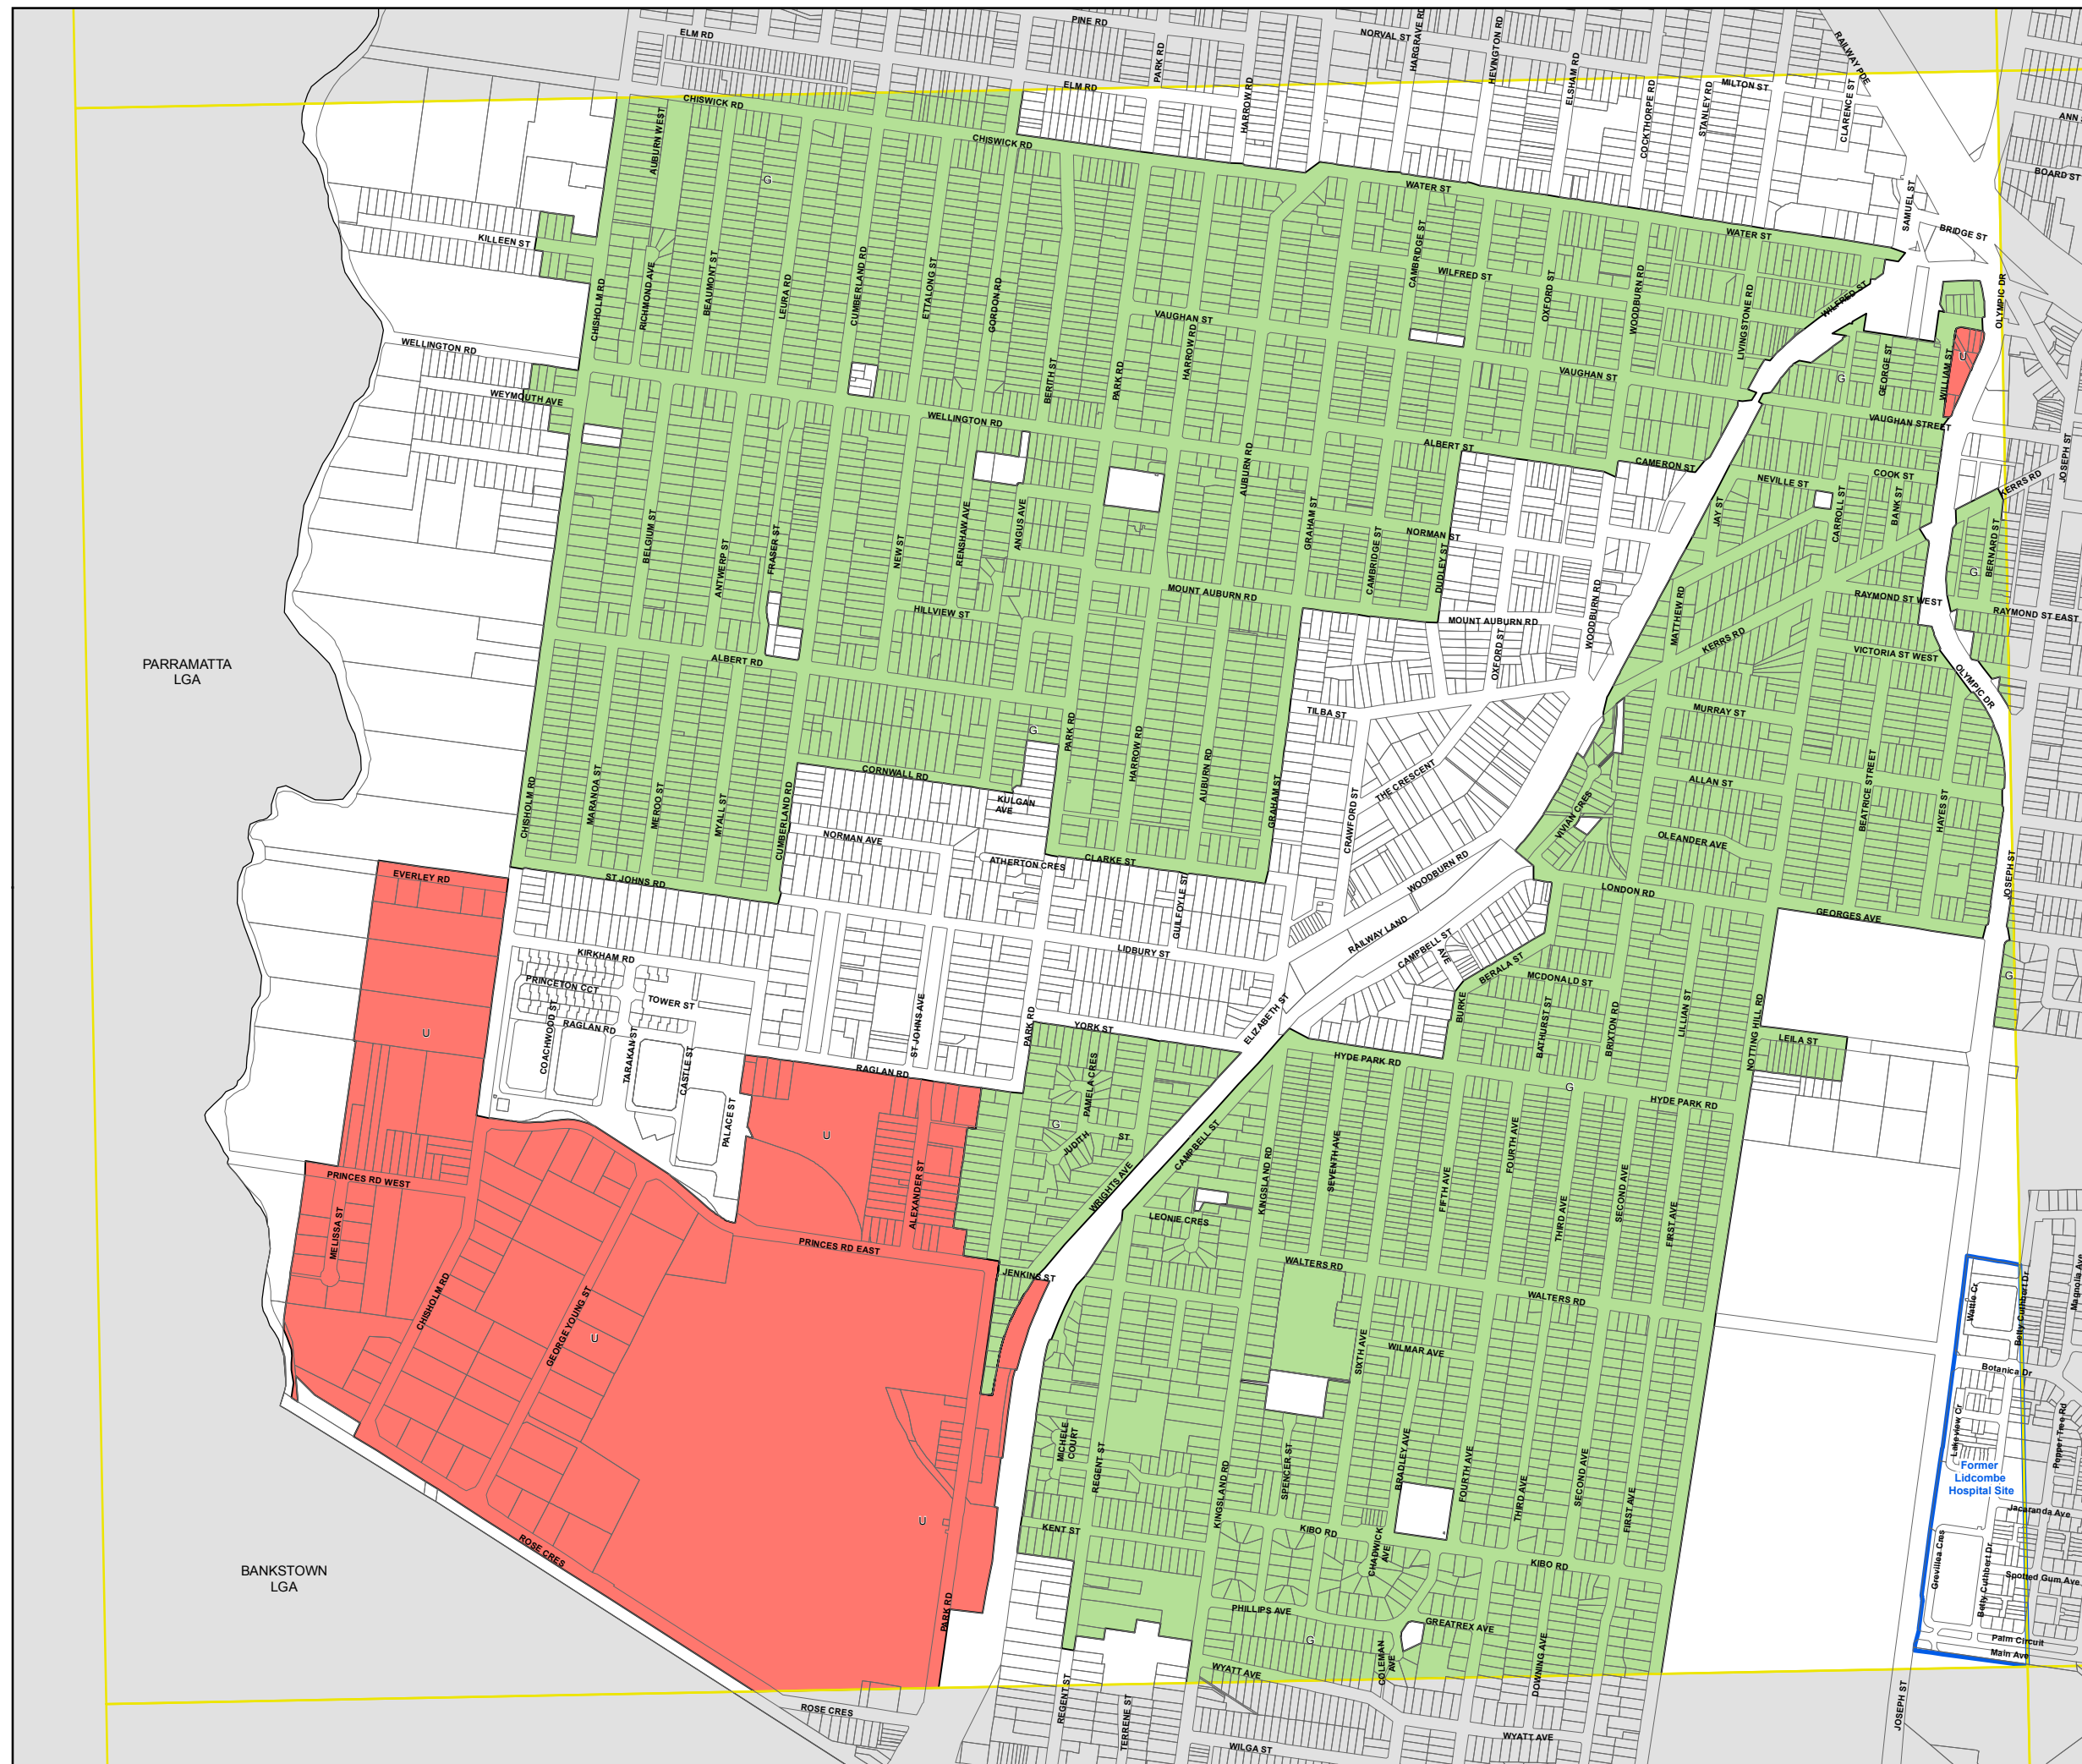 PINE RD
ELM RD
NORVAL ST
HARGRAVE RD
HEVINGTON RD
RAILWAY PDE
PARK RD
ELSHAM RD
MILTON ST
ELM RD
HARROW RD
COCKTHORPE RD
STANLEY RD
CLARENCE ST
CHISWICK RD
ANN
AUBURN WEST
CHISWICK RD
BOARD ST
G
WATER ST
SAMUEL ST
KILLEEN ST
WATER ST
BRIDGE ST
CAMBRIDGE ST
WILFRED ST
RICHMOND AVE
BEAUMONT ST
LEURA RD
CUMBERLAND RD
ETTALONG ST
GORDON RD
OXFORD ST
WOODBURN RD
LIVINGSTONE RD
WILFRED ST
OLYMPIC DR
CHISHOLM RD
VAUGHAN ST
HARROW RD
WELLINGTON RD
BERITH ST
PARK RD
VAUGHAN ST
G
GEORGE ST
WILLIAM ST
U
WEYMOUTH AVE
WELLINGTON RD
VAUGHAN STREET
ALBERT ST
CAMERON ST
JOSEPH ST
AUBURN RD
NEVILLE ST
COOK ST
KERRS RD
BELGIUM ST
ANTWERP ST
FRASER ST
NEW ST
RENSHAW AVE
ANGUS AVE
GRAHAM ST
CAMBRIDGE ST
NORMAN ST
DUDLEY ST
JAY ST
CARROLL ST
BANK ST
BERNARD ST
G
MOUNT AUBURN RD
WOODBURN RD
RAYMOND ST WEST
RAYMOND ST EAST
HILLVIEW ST
MOUNT AUBURN RD
MATTHEW RD
KERRS RD
OXFORD ST
VICTORIA ST WEST
PARRAMATTA
LGA
ALBERT RD
OLYMPIC DR
G
PARK RD
TILBA ST
MURRAY ST
HARROW RD
AUBURN RD
CORNWALL RD
THE CRESCENT
ALLAN ST
CHISHOLM RD
MARANOA ST
MEROO ST
MYALL ST
CUMBERLAND RD
KULGAN
AVE
GRAHAM ST
CRAWFORD ST
VIVIAN CRES
BEATRICE STREET
HAYES ST
NORMAN AVE
OLEANDER AVE
ATHERTON CRES
CLARKE ST
EVERLEY RD
ST JOHNS RD
WOODBURN RD
LONDON RD
JOSEPH ST
GUILFOYLE ST
GEORGES AVE
RAILWAY LAND
KIRKHAM RD
LIDBURY ST
CAMPBELL ST
AVE
BERALA ST
MCDONALD ST
G
PRINCETON CCT
TOWER ST
BURKE
U
COACHWOOD ST
RAGLAN RD
TARAKAN ST
CASTLE ST
ST JOHNS AVE
PARK RD
YORK ST
ELIZABETH ST
BATHURST ST
BRIXTON RD
LILLIAN ST
NOTTING HILL RD
LEILA ST
RAGLAN RD
HYDE PARK RD
PAMELA CRES
G
HYDE PARK RD
PALACE ST
U
G
JUDITH
ST
CAMPBELL ST
PRINCES RD WEST
ALEXANDER ST
WRIGHTS AVE
KINGSLAND RD
SEVENTH AVE
FIFTH AVE
FOURTH AVE
THIRD AVE
SECOND AVE
FIRST AVE
MELISSA ST
PRINCES RD EAST
LEONIE CRES
JENKINS ST
WALTERS RD
WALTERS RD
CHISHOLM RD
GEORGE YOUNG ST
U
Wattle Cr
Betty Cuthbert Dr
Magnolia Ave
SIXTH AVE
WILMAR AVE
Botanica Dr
MICHELE
COURT
REGENT ST
KINGSLAND RD
SPENCER ST
BRADLEY AVE
FOURTH AVE
THIRD AVE
SECOND AVE
FIRST AVE
Lakeview Cr
Pepper Tree Rd
Former
Lidcombe
Hospital Site
U
Jacaranda Ave
KENT ST
KIBO RD
CHADWICK
AVE
KIBO RD
ROSE CRES
BANKSTOWN
LGA
Grevillea Cres
Betty Cuthbert Dr
Spotted Gum Ave
PARK RD
PHILLIPS AVE
GREATREX AVE
G
COLEMAN
AVE
DOWNING AVE
Palm Circuit
Main Ave
WYATT AVE
REGENT ST
TERRENE ST
JOSEPH ST
ROSE CRES
WYATT AVE
WILGA ST